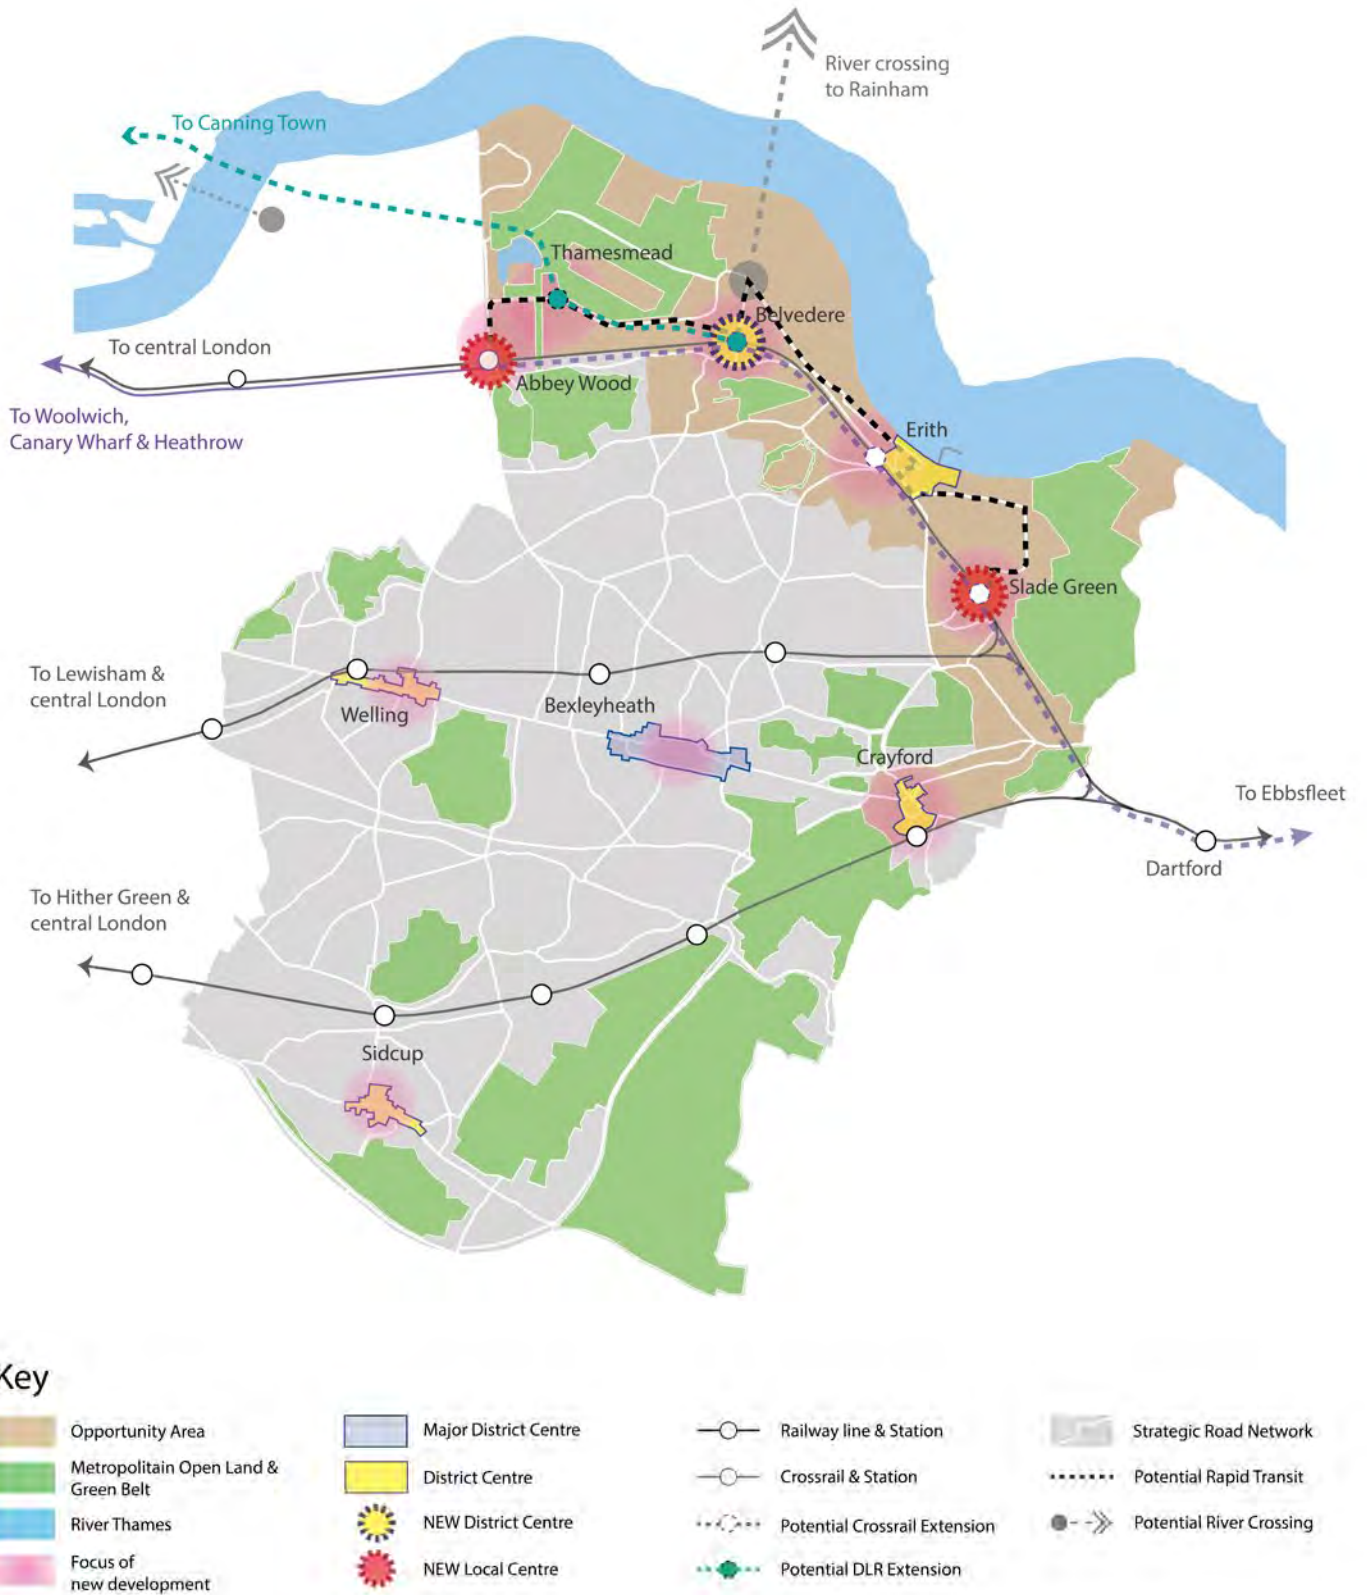 River crossing
to Rainham
To Canning Town
Thamesmead
Belvedere
To central London
Abbey Wood
To Woolwich,
Canary Wharf & Heathrow
Erith
Slade Green
To Lewisham &
central London
Welling
Bexleyheath
Crayford
To Ebbsfleet
Dartford
To Hither Green &
central London
Sidcup
Key
Opportunity Area
Metropolitain Open Land &
Green Belt
River Thames
Focus of
new development
Major District Centre
District Centre
NEW District Centre
NEW Local Centre
Railway line & Station
Crossrail & Station
Potential Crossrail Extension
Potential DLR Extension
Strategic Road Network
Potential Rapid Transit
Potential River Crossing